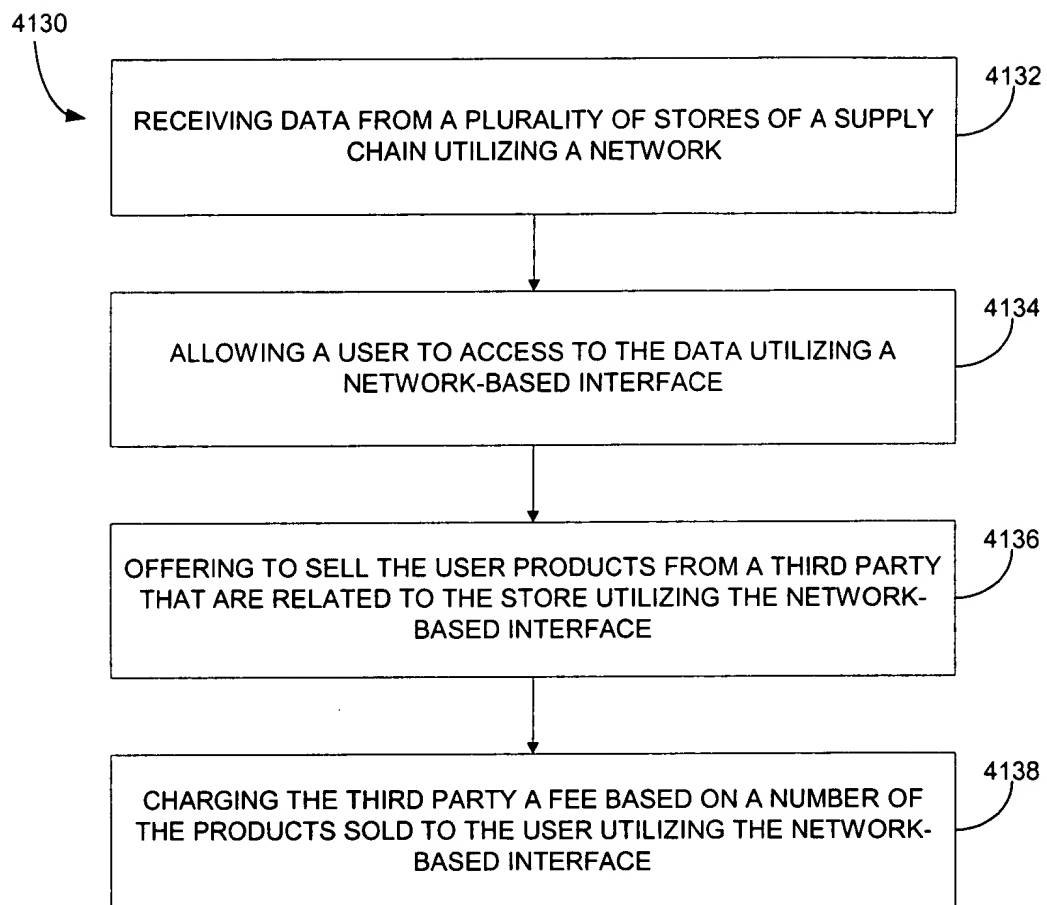 4130
4132
RECEIVING DATA FROM A PLURALITY OF STORES OF A SUPPLY
CHAIN UTILIZING A NETWORK
4134
ALLOWING A USER TO ACCESS TO THE DATA UTILIZING A
NETWORK-BASED INTERFACE
4136
OFFERING TO SELL THE USER PRODUCTS FROM A THIRD PARTY
THAT ARE RELATED TO THE STORE UTILIZING THE NETWORK-
BASED INTERFACE
4138
CHARGING THE THIRD PARTY A FEE BASED ON A NUMBER OF
THE PRODUCTS SOLD TO THE USER UTILIZING THE NETWORK-
BASED INTERFACE